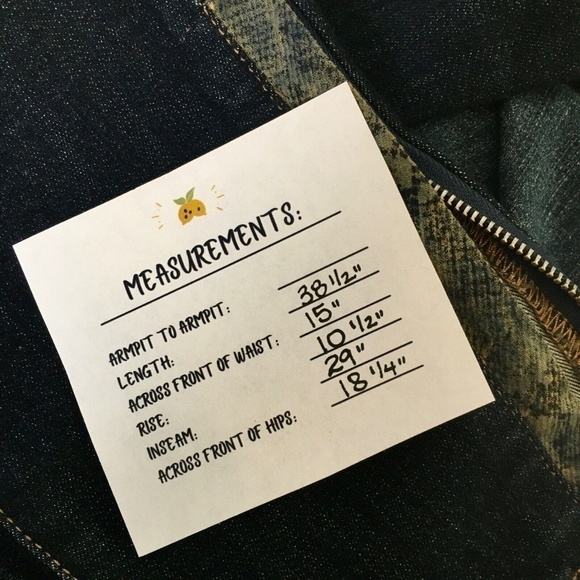 MEASUREMENTS:
ARMPIT TO ARMPIT:
LENGTH: 38 1/2"
ACROSS FRONT OF WAIST: 15"
RISE: 10 1/2"
INSEAM: 29"
ACROSS FRONT OF HIPS: 18 1/4"